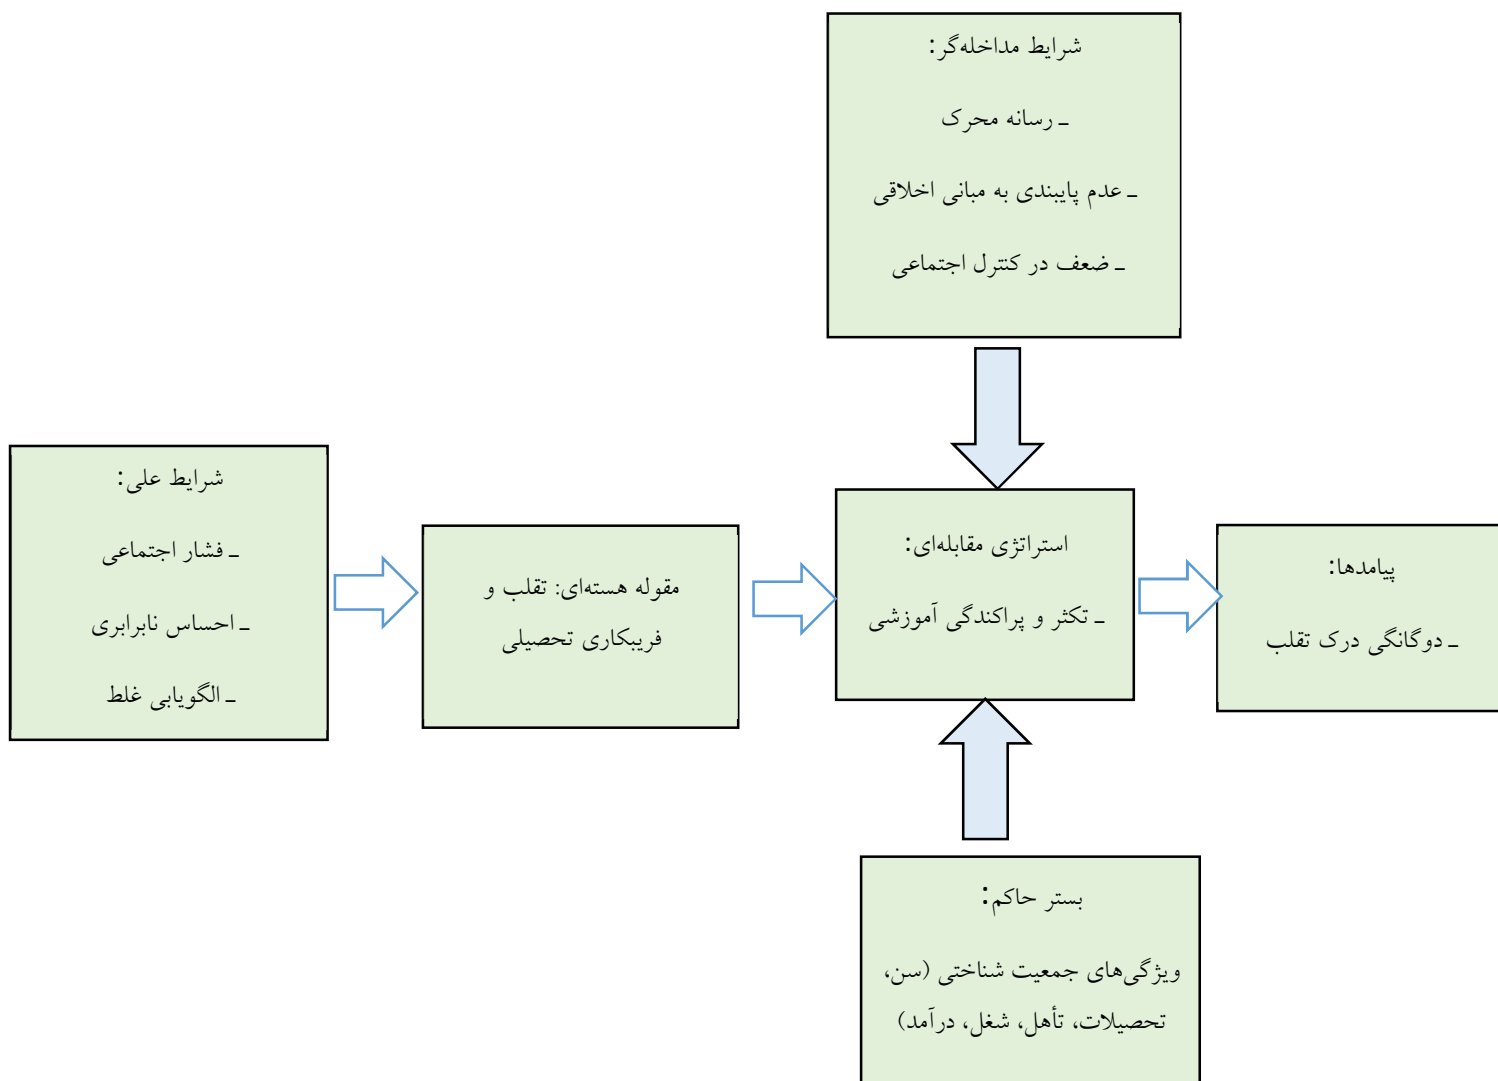 شرایط مداخله‌گر:
ـ رسانه محرک
ـ عدم پایبندی به مبانی اخلاقی
ـ ضعف در کنترل اجتماعی
شرایط علی:
ـ فشار اجتماعی
ـ احساس نابرابری
ـ الگویابی غلط
مقوله هسته‌ای: تقلب و
فریبکاری تحصیلی
استراتژی مقابله‌ای:
ـ تکثر و پراکندگی آموزشی
پیامدها:
ـ دوگانگی درک تقلب
بستر حاکم:
ویژگی‌های جمعیت شناختی (سن،
تحصیلات، تأهل، شغل، درآمد)